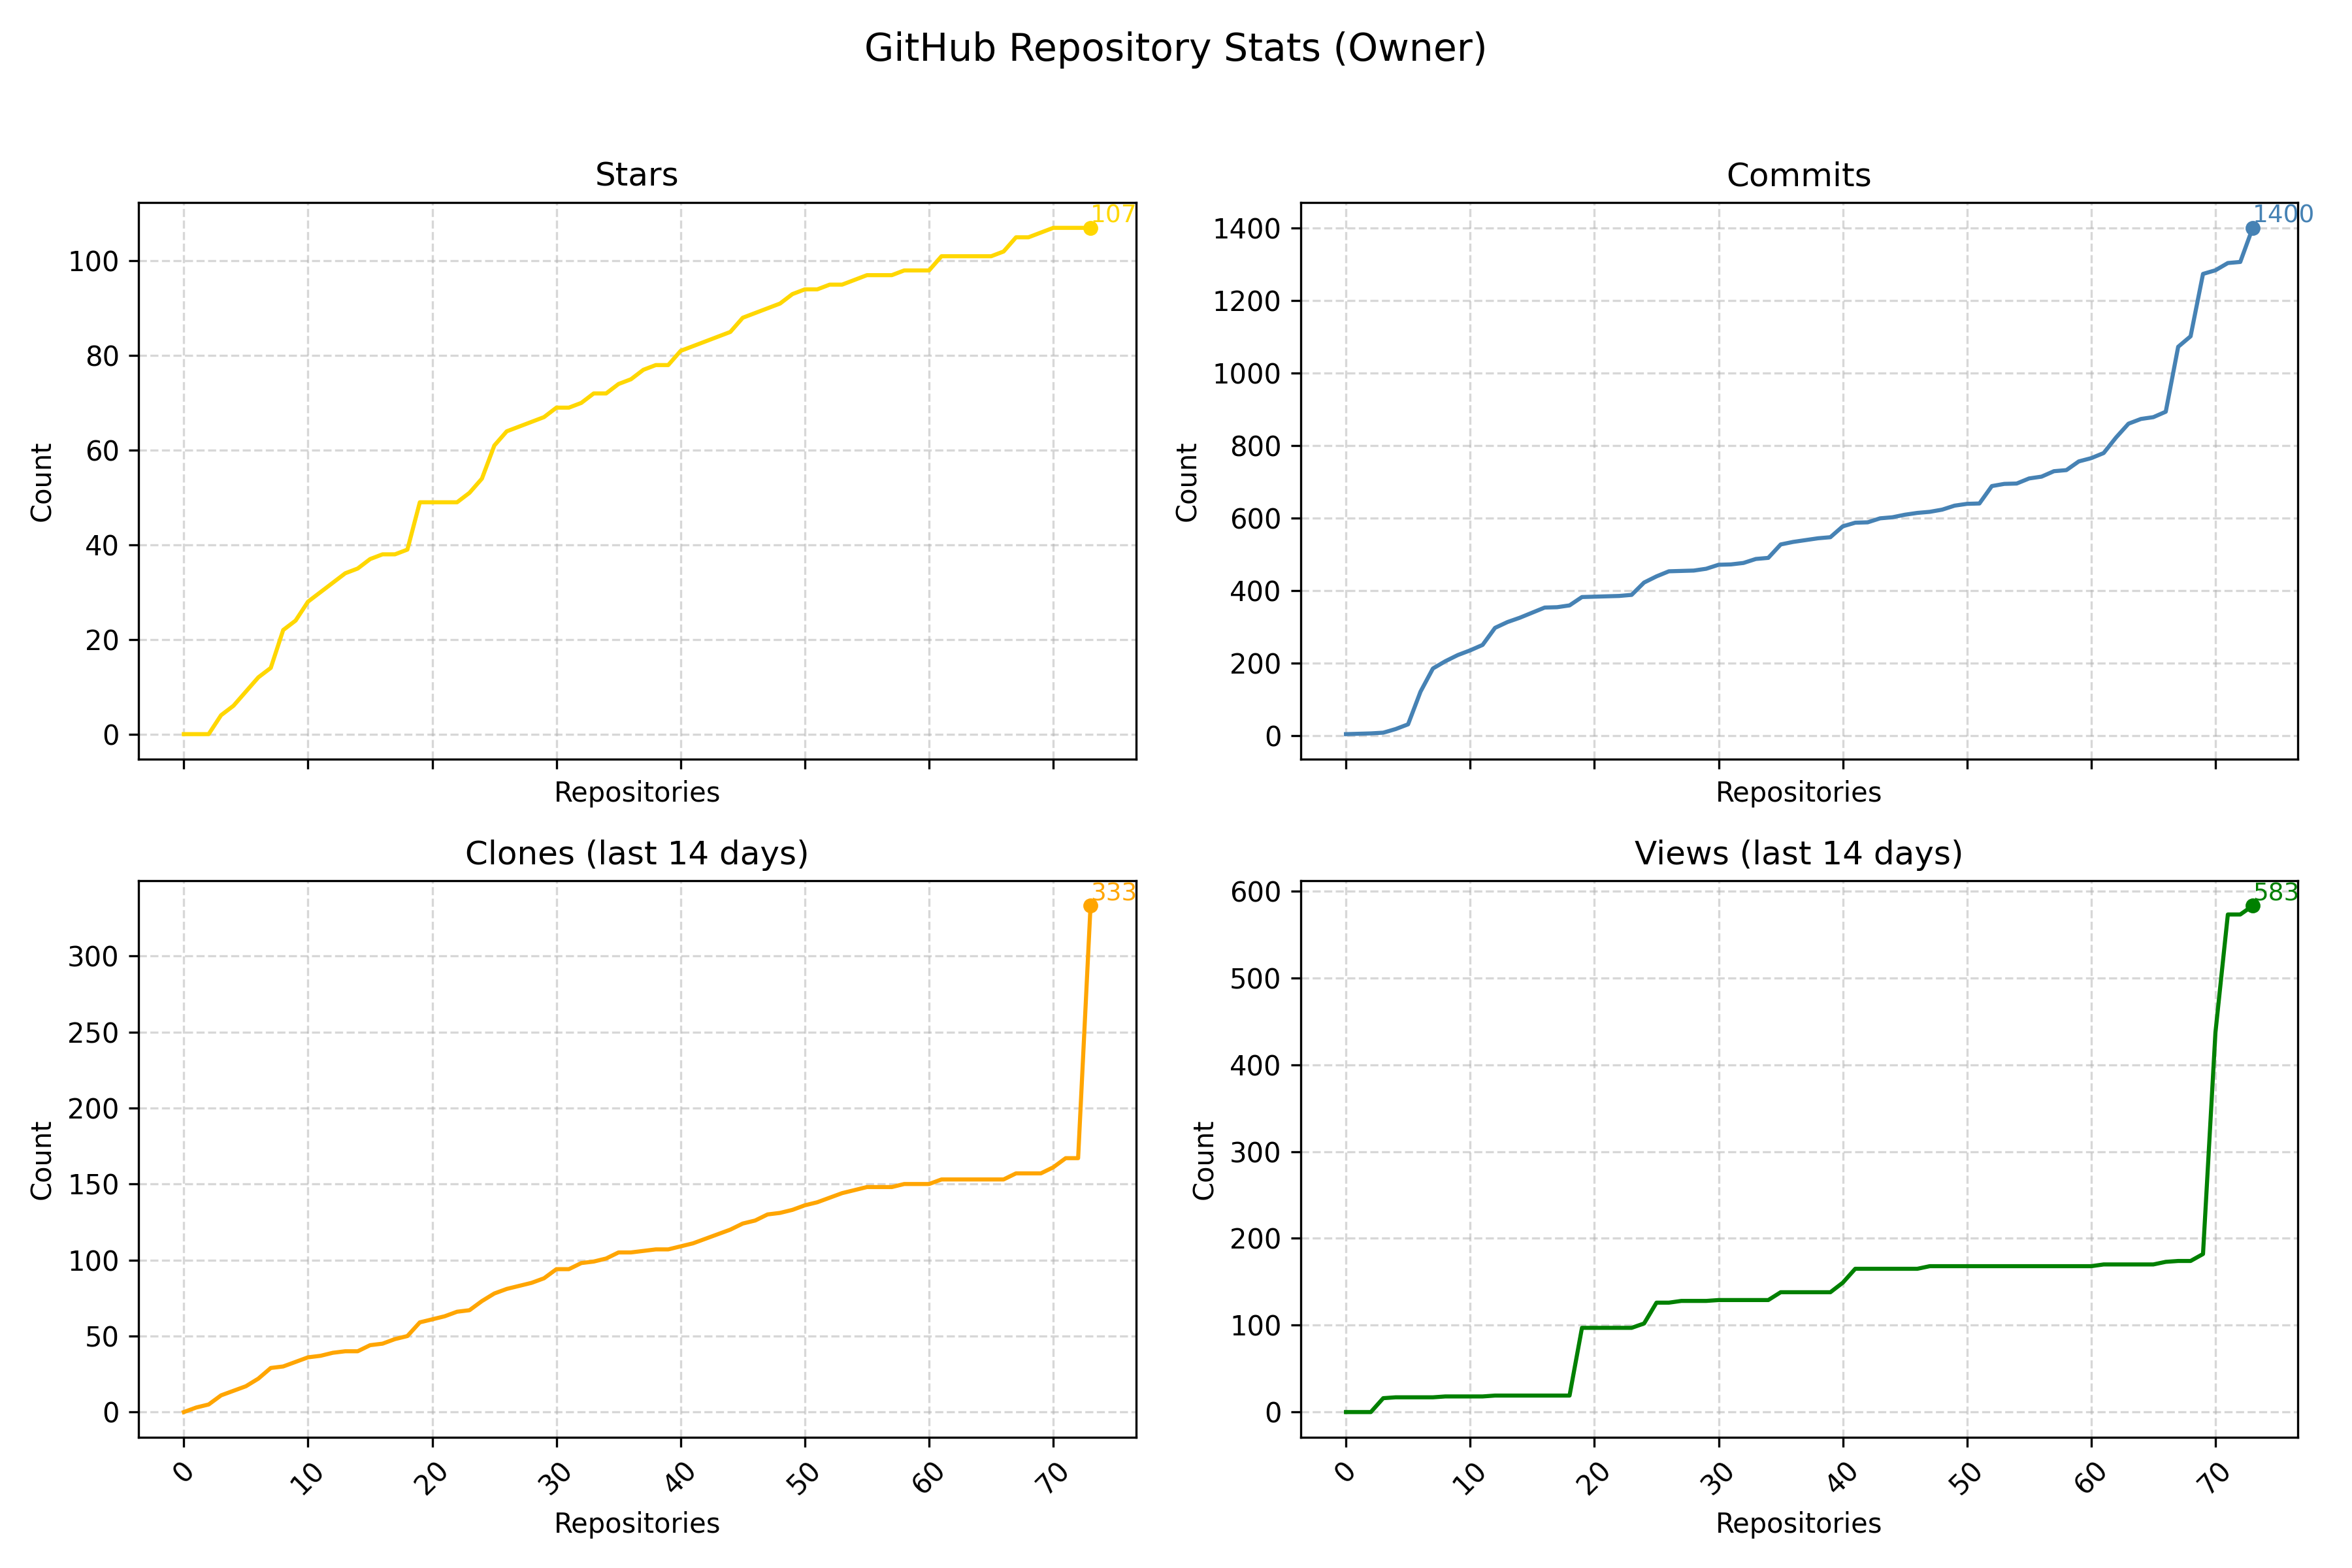 GitHub Repository Stats (Owner)
Stars
107
100
80
60
40
20
0
Count
Repositories
Commits
1400
1400
1200
1000
800
600
400
200
0
Count
Repositories
Clones (last 14 days)
333
300
250
200
150
100
50
0
Count
0 10 20 30 40 50 60 70
Repositories
Views (last 14 days)
583
600
500
400
300
200
100
0
Count
0 10 20 30 40 50 60 70
Repositories